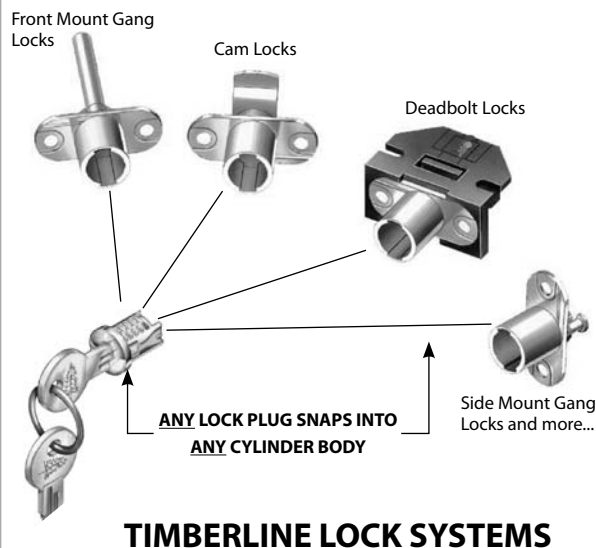 Front Mount Gang
Locks
Cam Locks
Deadbolt Locks
Side Mount Gang
Locks and more...
ANY LOCK PLUG SNAPS INTO
ANY CYLINDER BODY
TIMBERLINE LOCK SYSTEMS